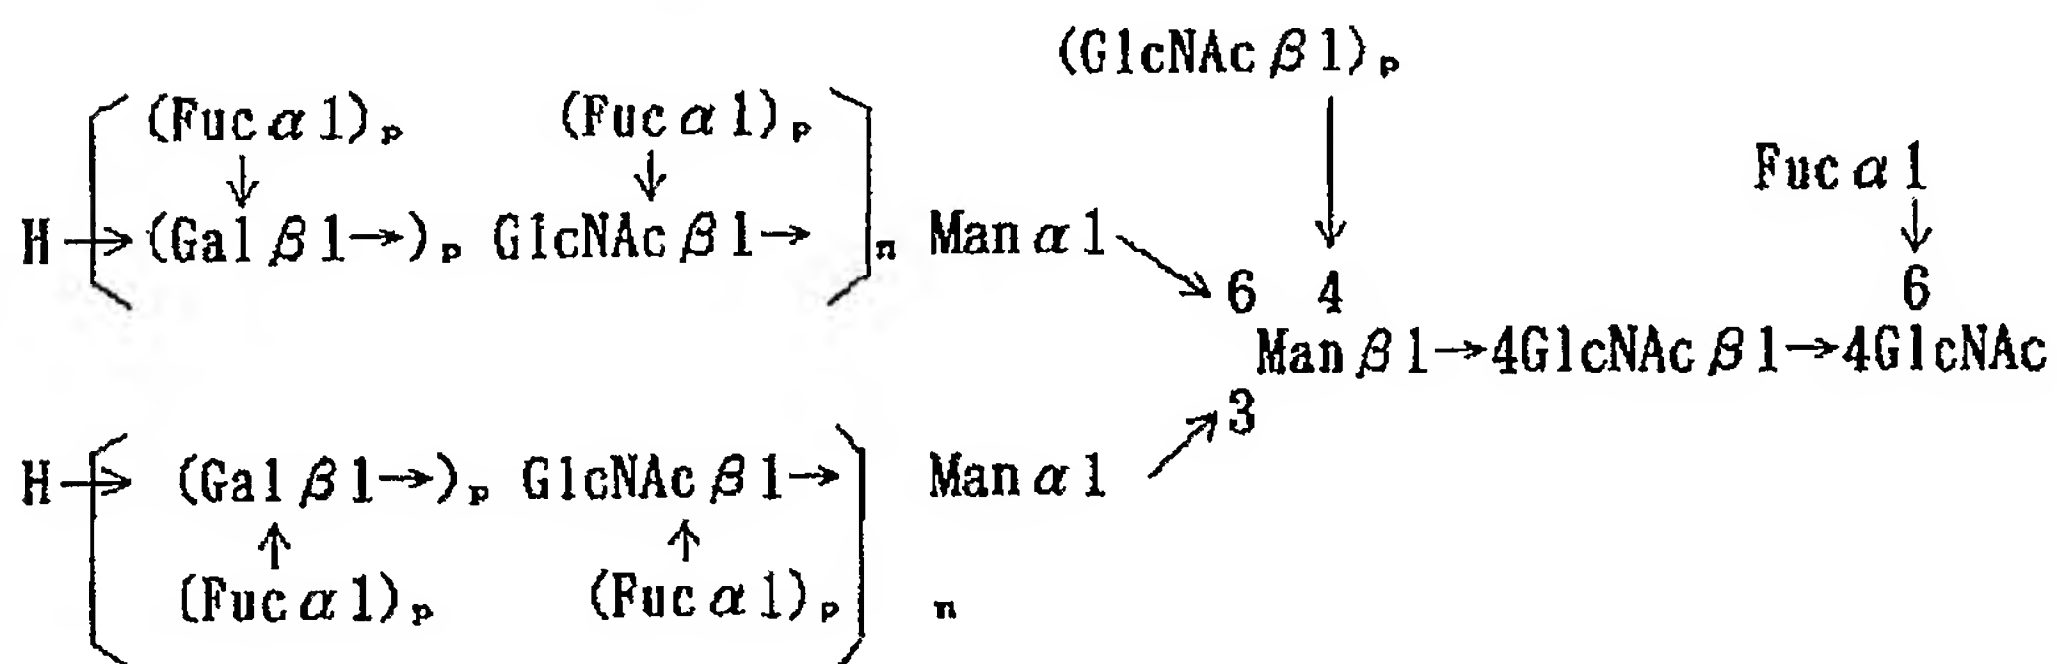 (GlcNAcβ1)p
(Fucα1)p (Fucα1)p
Fucα1
H→(Galβ1→)p GlcNAcβ1→ n Manα1
6 4 6
Manβ1→4GlcNAcβ1→4GlcNAc
3
H→ (Galβ1→)p GlcNAcβ1→ Manα1
(Fucα1)p (Fucα1)p n